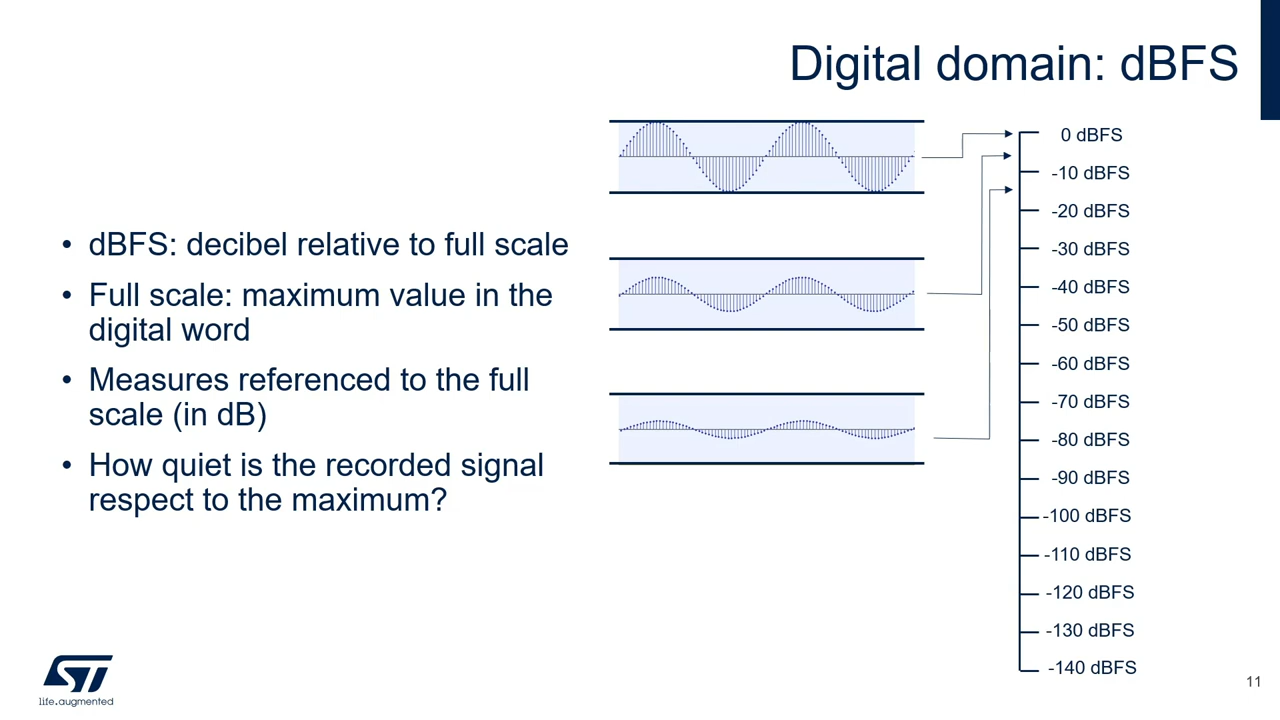 Digital domain: dBFS
• dBFS: decibel relative to full scale
• Full scale: maximum value in the
digital word
• Measures referenced to the full
scale (in dB)
• How quiet is the recorded signal
respect to the maximum?
0 dBFS
-10 dBFS
-20 dBFS
-30 dBFS
-40 dBFS
-50 dBFS
-60 dBFS
-70 dBFS
-80 dBFS
-90 dBFS
-100 dBFS
-110 dBFS
-120 dBFS
-130 dBFS
-140 dBFS
ST
life.augmented
11